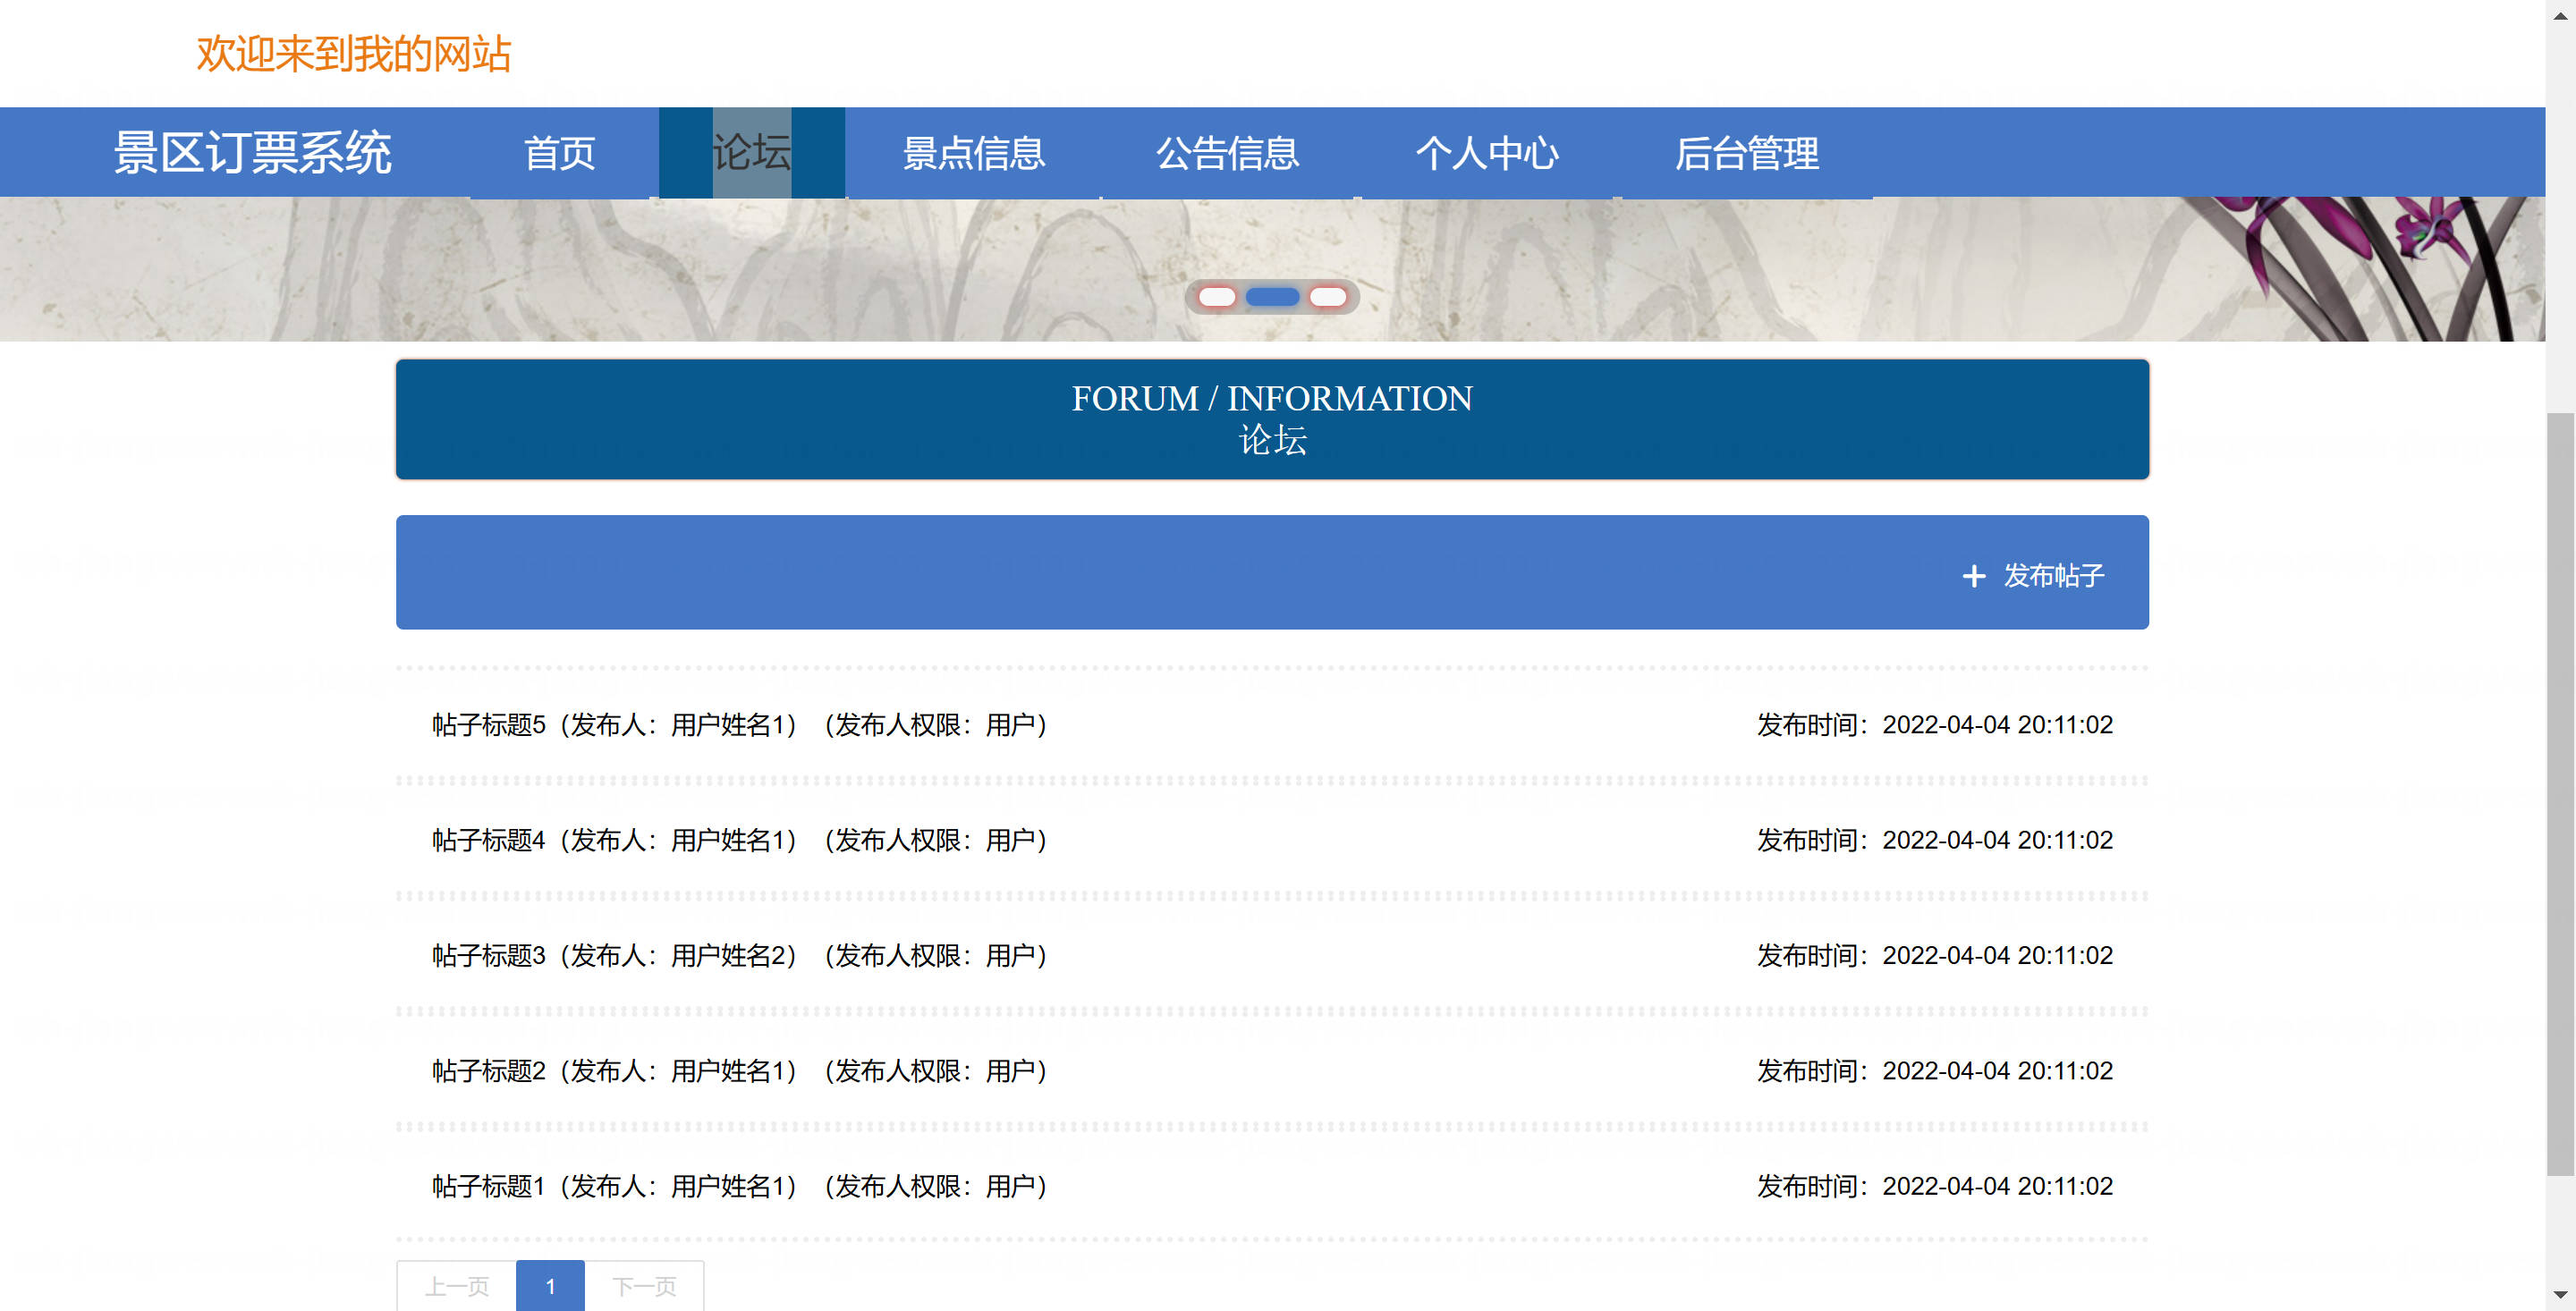 欢迎来到我的网站
景区订票系统 首页 论坛 景点信息 公告信息 个人中心 后台管理
FORUM / INFORMATION
论坛
+ 发布帖子
帖子标题5（发布人：用户姓名1）（发布人权限：用户） 发布时间：2022-04-04 20:11:02
帖子标题4（发布人：用户姓名1）（发布人权限：用户） 发布时间：2022-04-04 20:11:02
帖子标题3（发布人：用户姓名2）（发布人权限：用户） 发布时间：2022-04-04 20:11:02
帖子标题2（发布人：用户姓名1）（发布人权限：用户） 发布时间：2022-04-04 20:11:02
帖子标题1（发布人：用户姓名1）（发布人权限：用户） 发布时间：2022-04-04 20:11:02
上一页 1 下一页